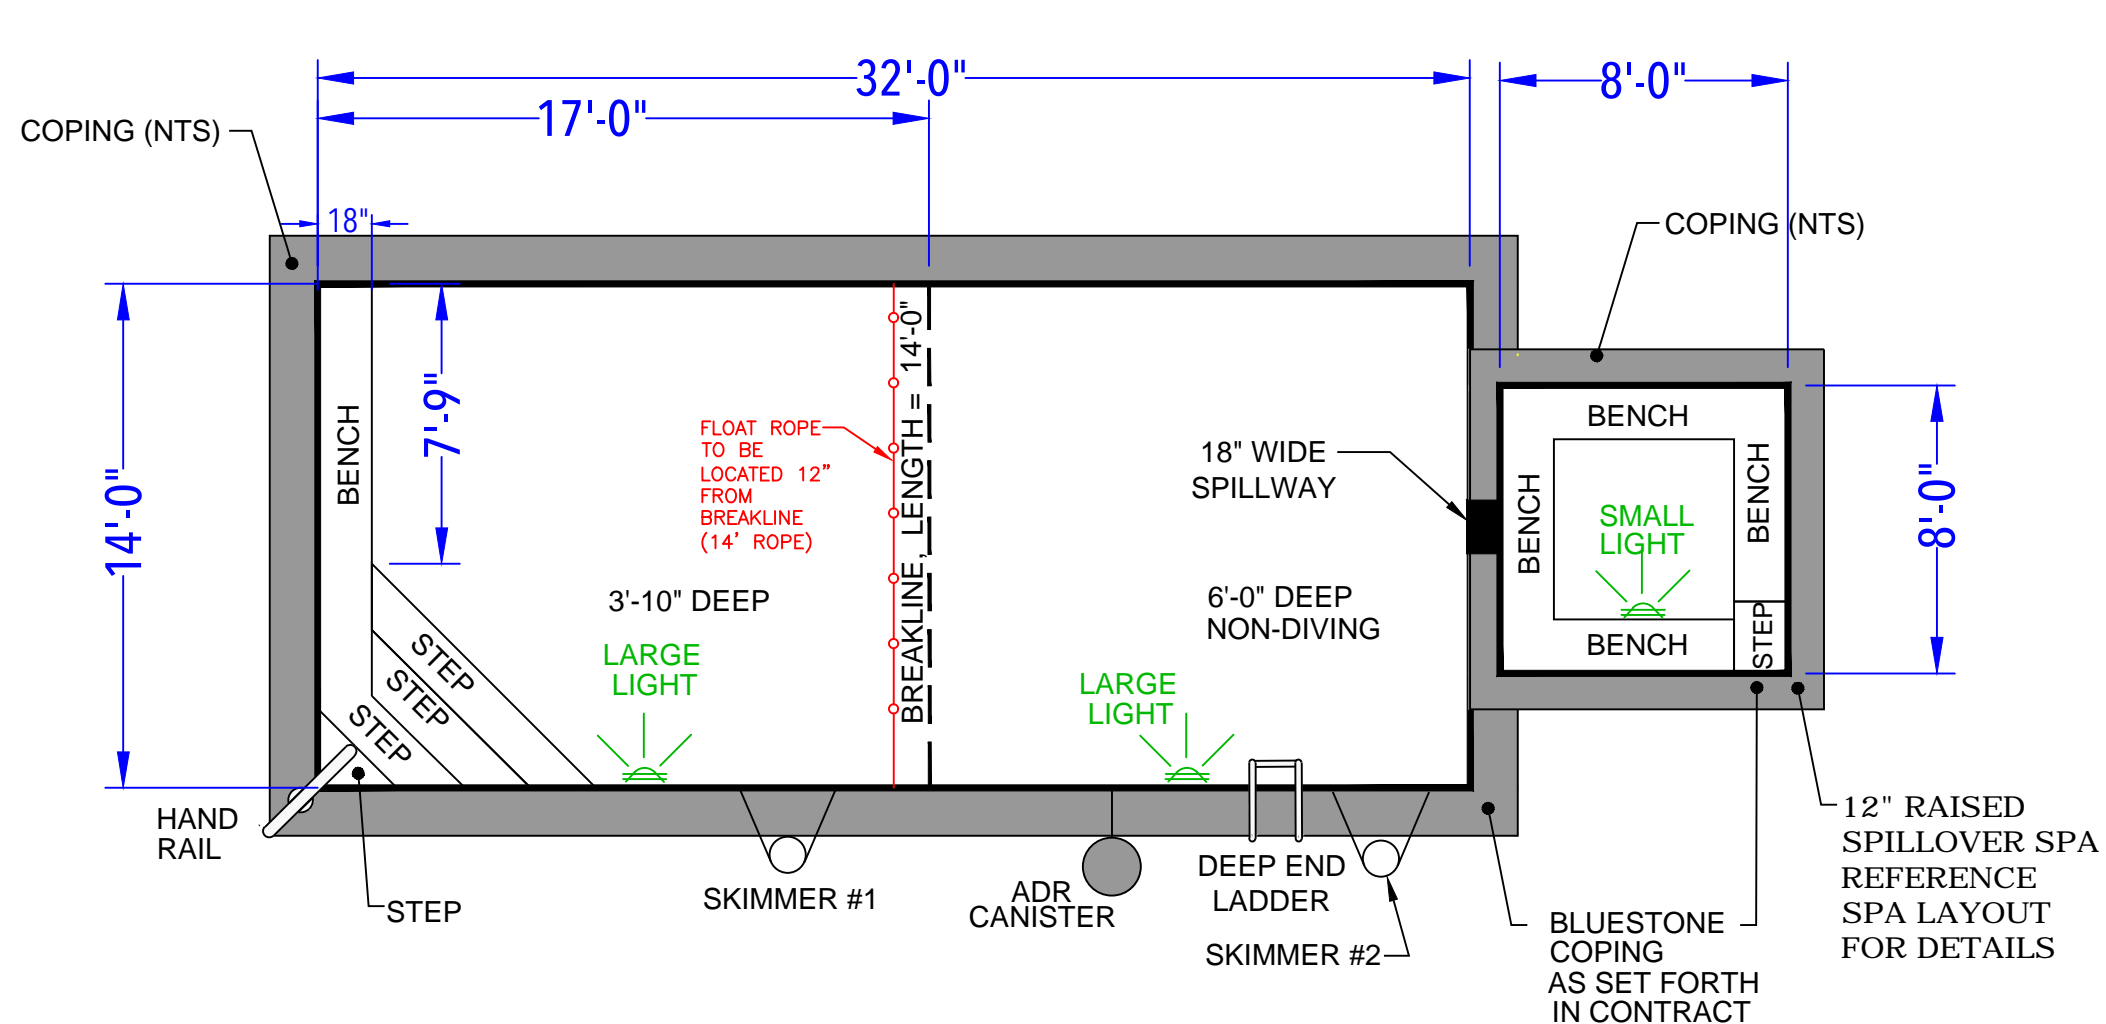 32'-0"
8'-0"
17'-0"
COPING (NTS)
18"
COPING (NTS)
14'-0"
BENCH
7'-9"
FLOAT ROPE
TO BE
LOCATED 12"
FROM
BREAKLINE
(14' ROPE)
BREAKLINE, LENGTH = 14'-0"
18" WIDE
SPILLWAY
BENCH
BENCH
BENCH
SMALL
LIGHT
BENCH
STEP
8'-0"
3'-10" DEEP
6'-0" DEEP
NON-DIVING
STEP
STEP
STEP
LARGE
LIGHT
LARGE
LIGHT
HAND
RAIL
STEP
SKIMMER #1
ADR
CANISTER
DEEP END
LADDER
SKIMMER #2
BLUESTONE
COPING
AS SET FORTH
IN CONTRACT
12" RAISED
SPILLOVER SPA
REFERENCE
SPA LAYOUT
FOR DETAILS